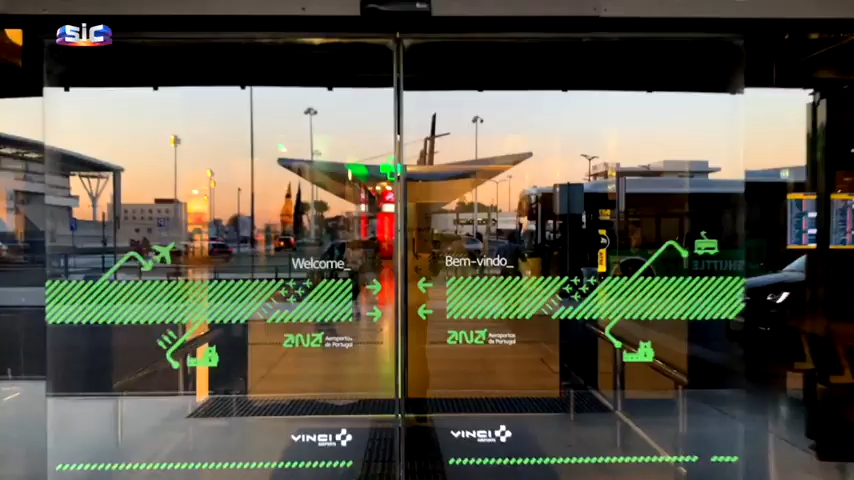 SIC
Welcome_
Bem-vindo_
SHUTTLE
ANA Aeroportos
de Portugal
ANA Aeroportos
de Portugal
VINCI
AIRPORTS
VINCI
AIRPORTS